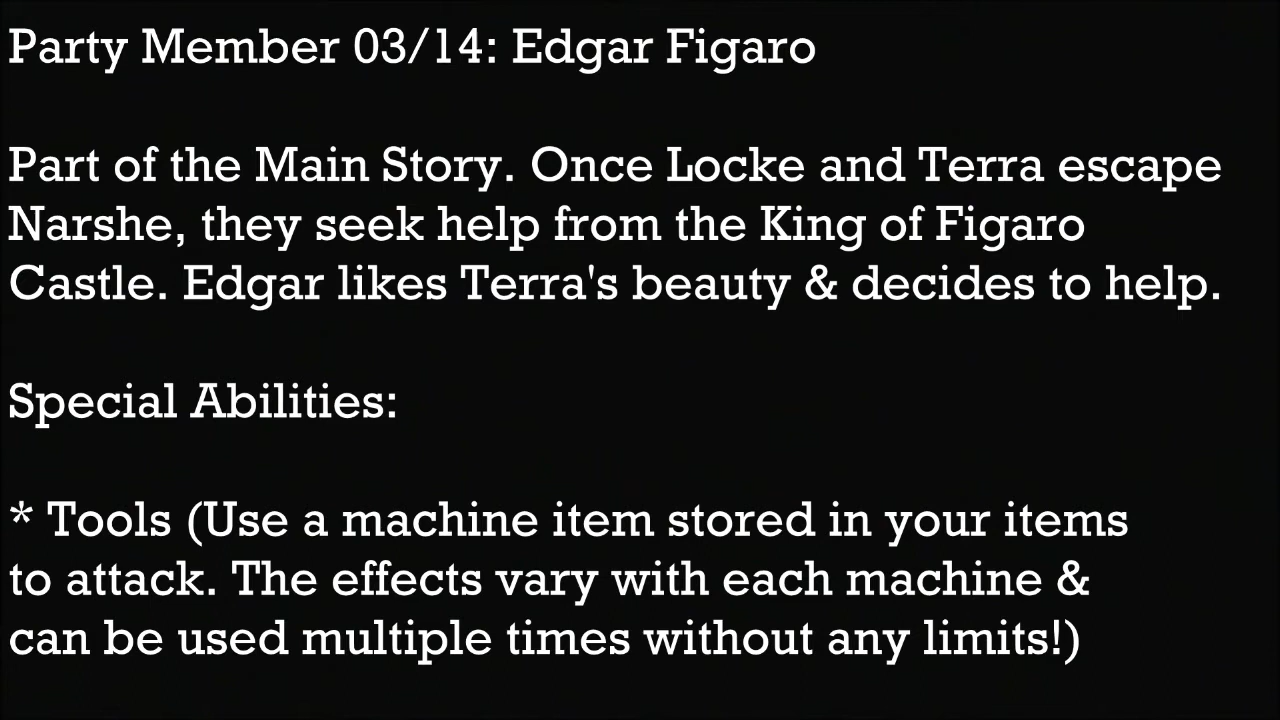 Party Member 03/14: Edgar Figaro
Part of the Main Story. Once Locke and Terra escape
Narshe, they seek help from the King of Figaro
Castle. Edgar likes Terra's beauty & decides to help.
Special Abilities:
* Tools (Use a machine item stored in your items
to attack. The effects vary with each machine &
can be used multiple times without any limits!)